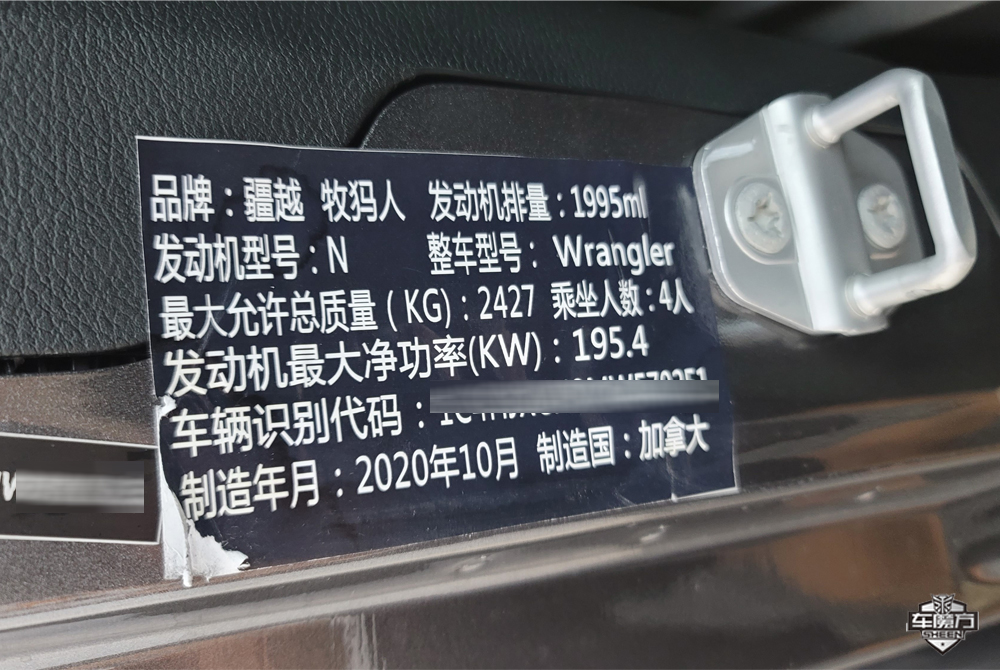 品牌：疆越 牧犸人 发动机排量：1995ml
发动机型号：N 整车型号： Wrangler
最大允许总质量（KG)：2427 乘坐人数：4人
发动机最大净功率(KW)：195.4
车辆识别代码：
制造年月：2020年10月 制造国：加拿大
车魔方
SHEEN